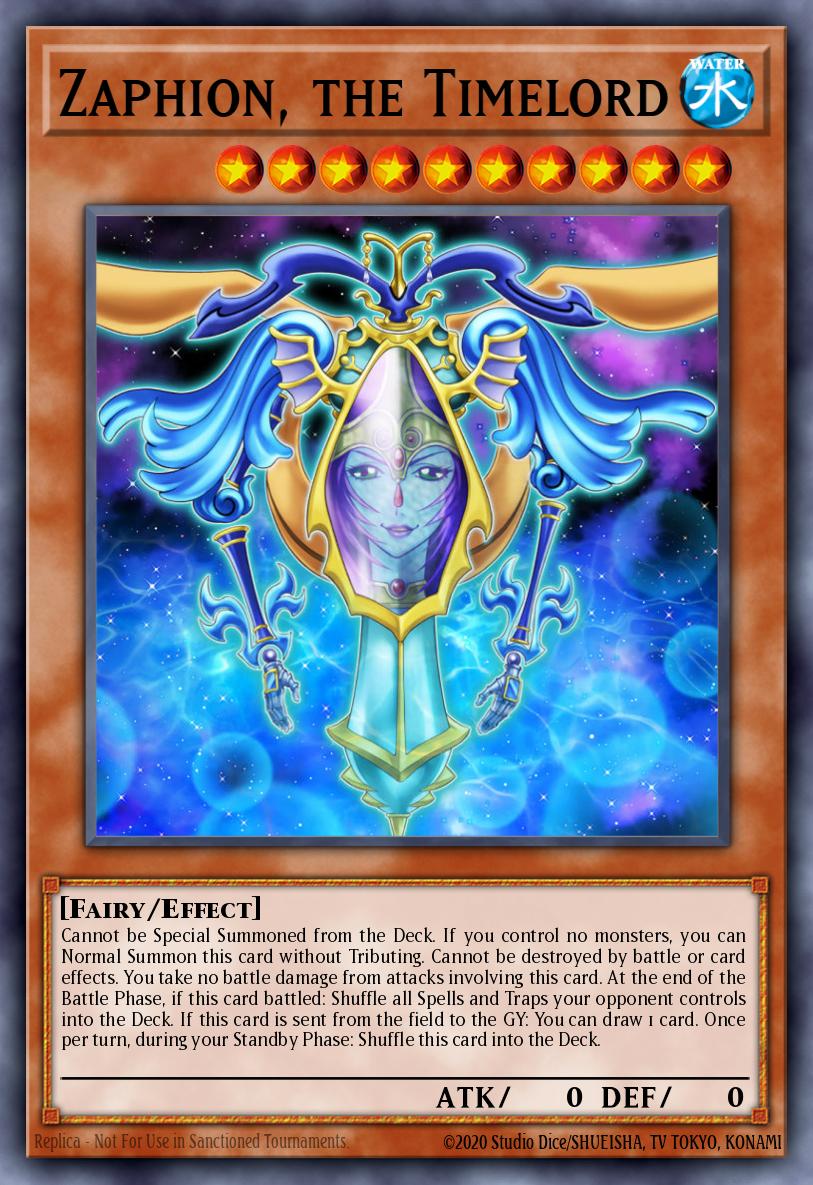 Zaphion, the Timelord
WATER
水
[Fairy/Effect]
Cannot be Special Summoned from the Deck. If you control no monsters, you can
Normal Summon this card without Tributing. Cannot be destroyed by battle or card
effects. You take no battle damage from attacks involving this card. At the end of the
Battle Phase, if this card battled: Shuffle all Spells and Traps your opponent controls
into the Deck. If this card is sent from the field to the GY: You can draw 1 card. Once
per turn, during your Standby Phase: Shuffle this card into the Deck.
ATK/ 0 DEF/ 0
Replica - Not For Use in Sanctioned Tournaments.
©2020 Studio Dice/SHUEISHA, TV TOKYO, KONAMI